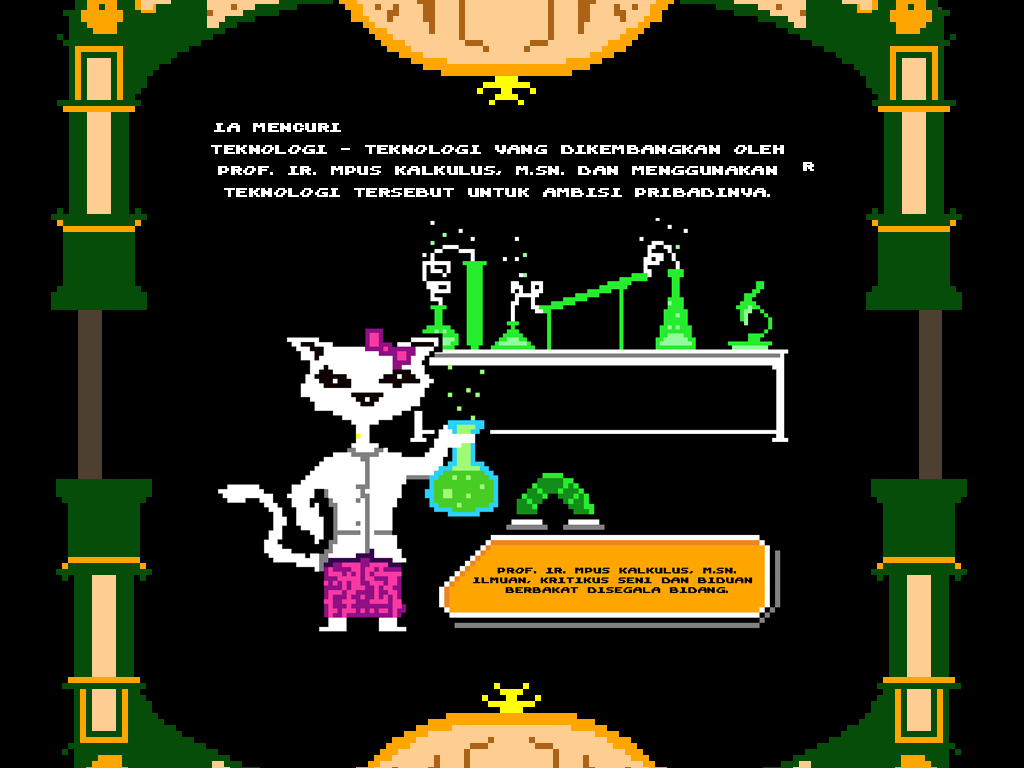 IA MENCURI
TEKNOLOGI - TEKNOLOGI YANG DIKEMBANGKAN OLEH
PROF. IR. MPUS KALKULUS, M.SN. DAN MENGGUNAKAN R
TEKNOLOGI TERSEBUT UNTUK AMBISI PRIBADINYA.
PROF. IR. MPUS KALKULUS, M.SN.
ILMUAN, KRITIKUS SENI DAN BIDUAN
BERBAKAT DISEGALA BIDANG.